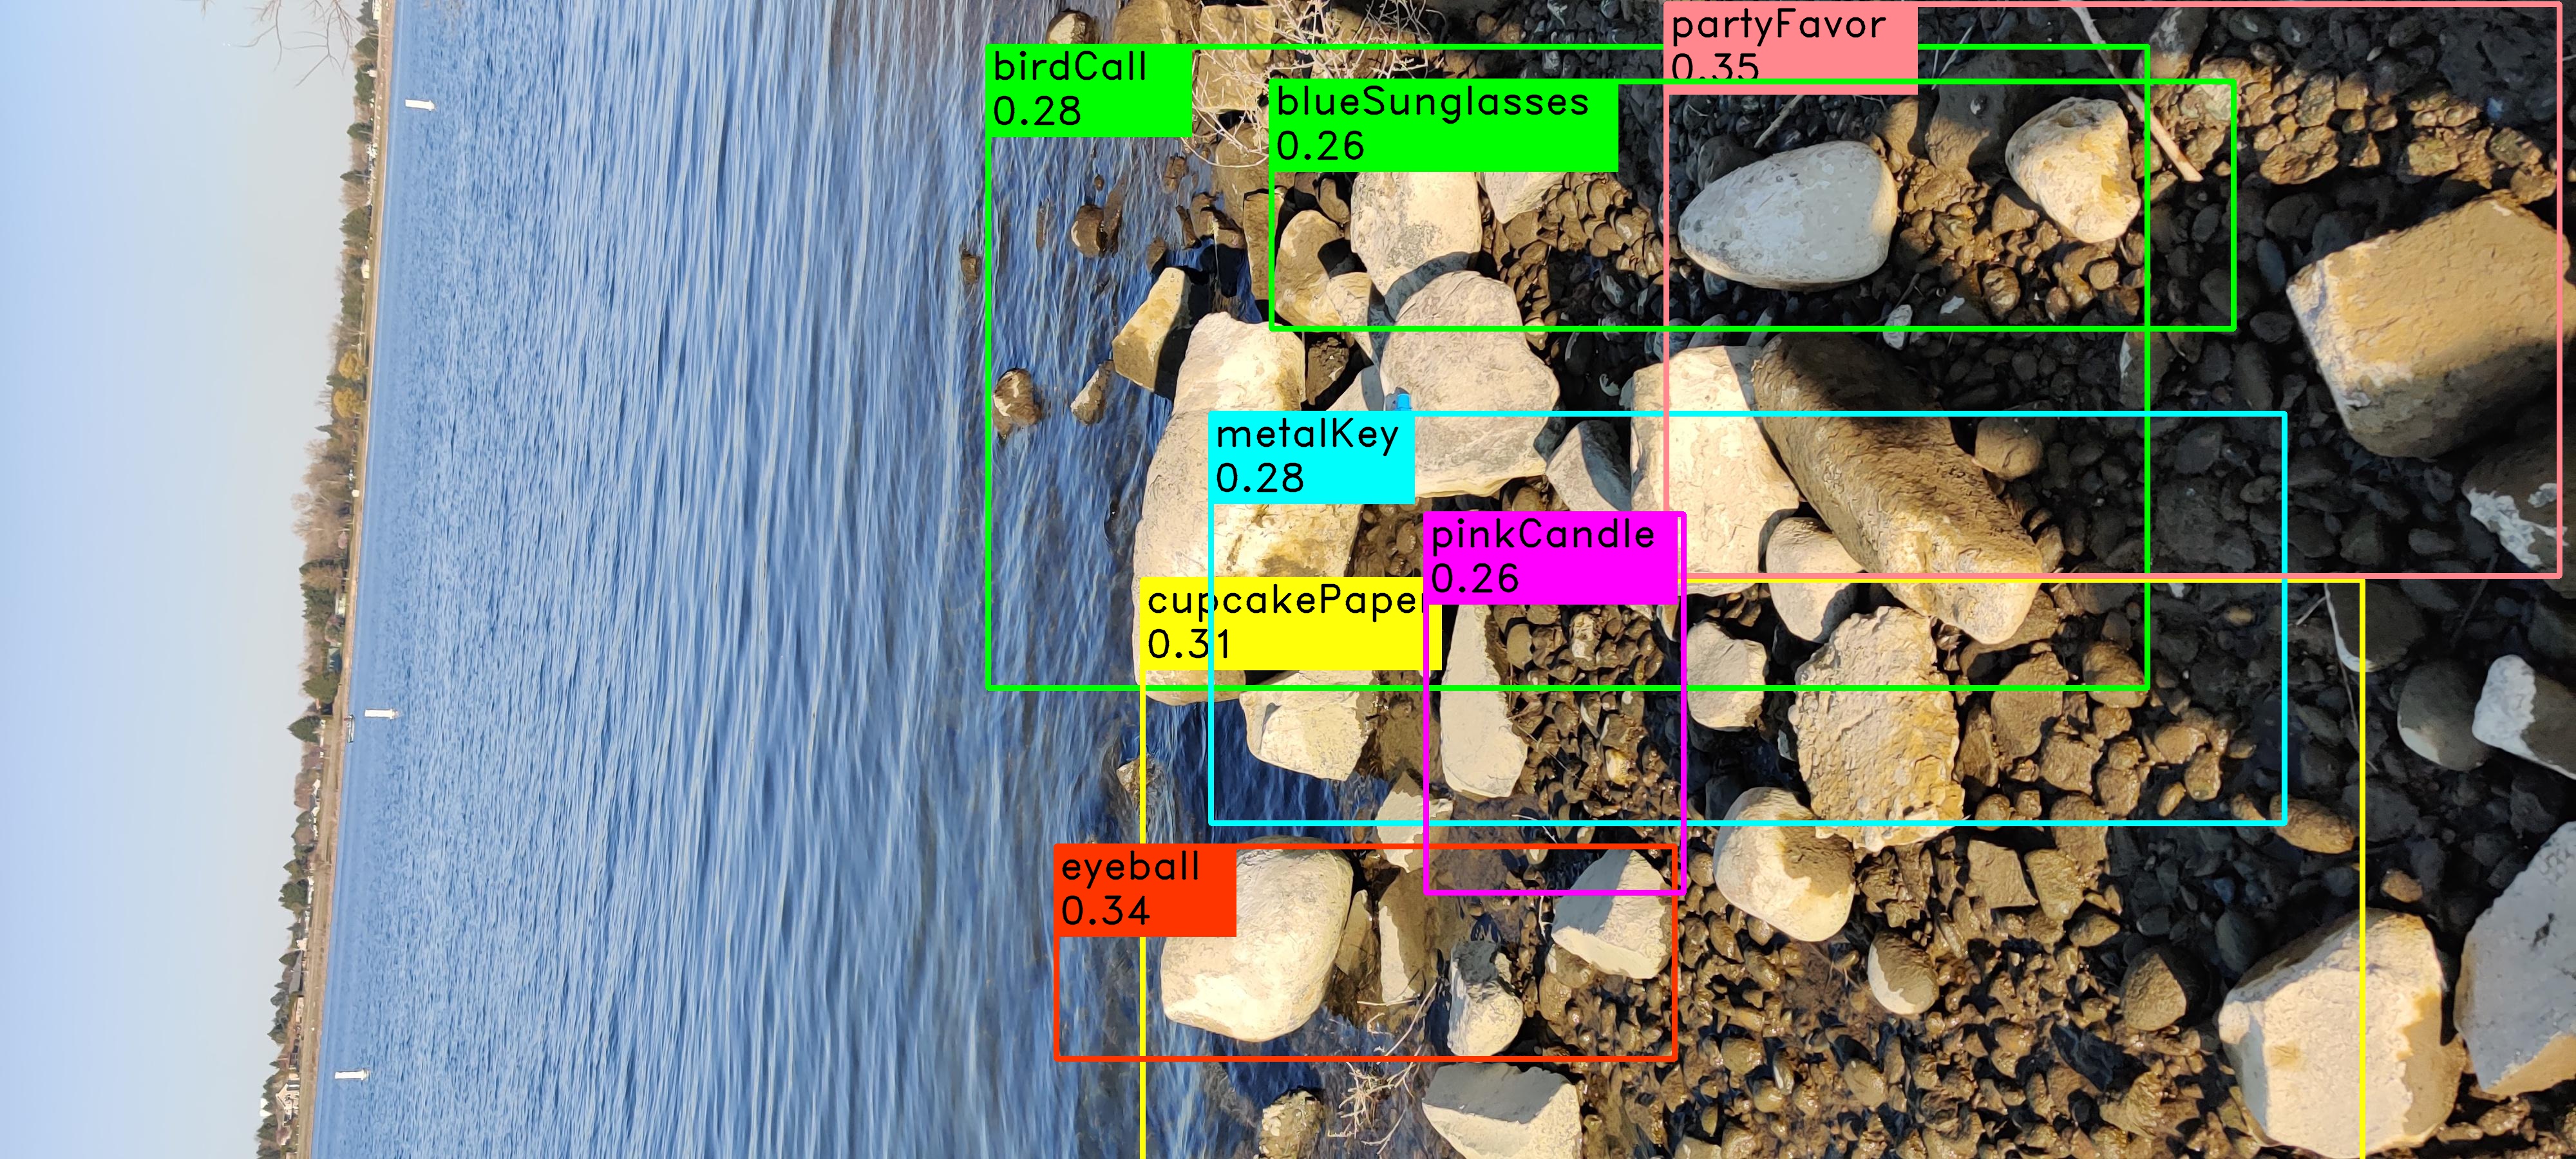 partyFavor
0.35
birdCall
0.28
blueSunglasses
0.26
metalKey
0.28
pinkCandle
0.26
cupcakePaper
0.31
eyeball
0.34